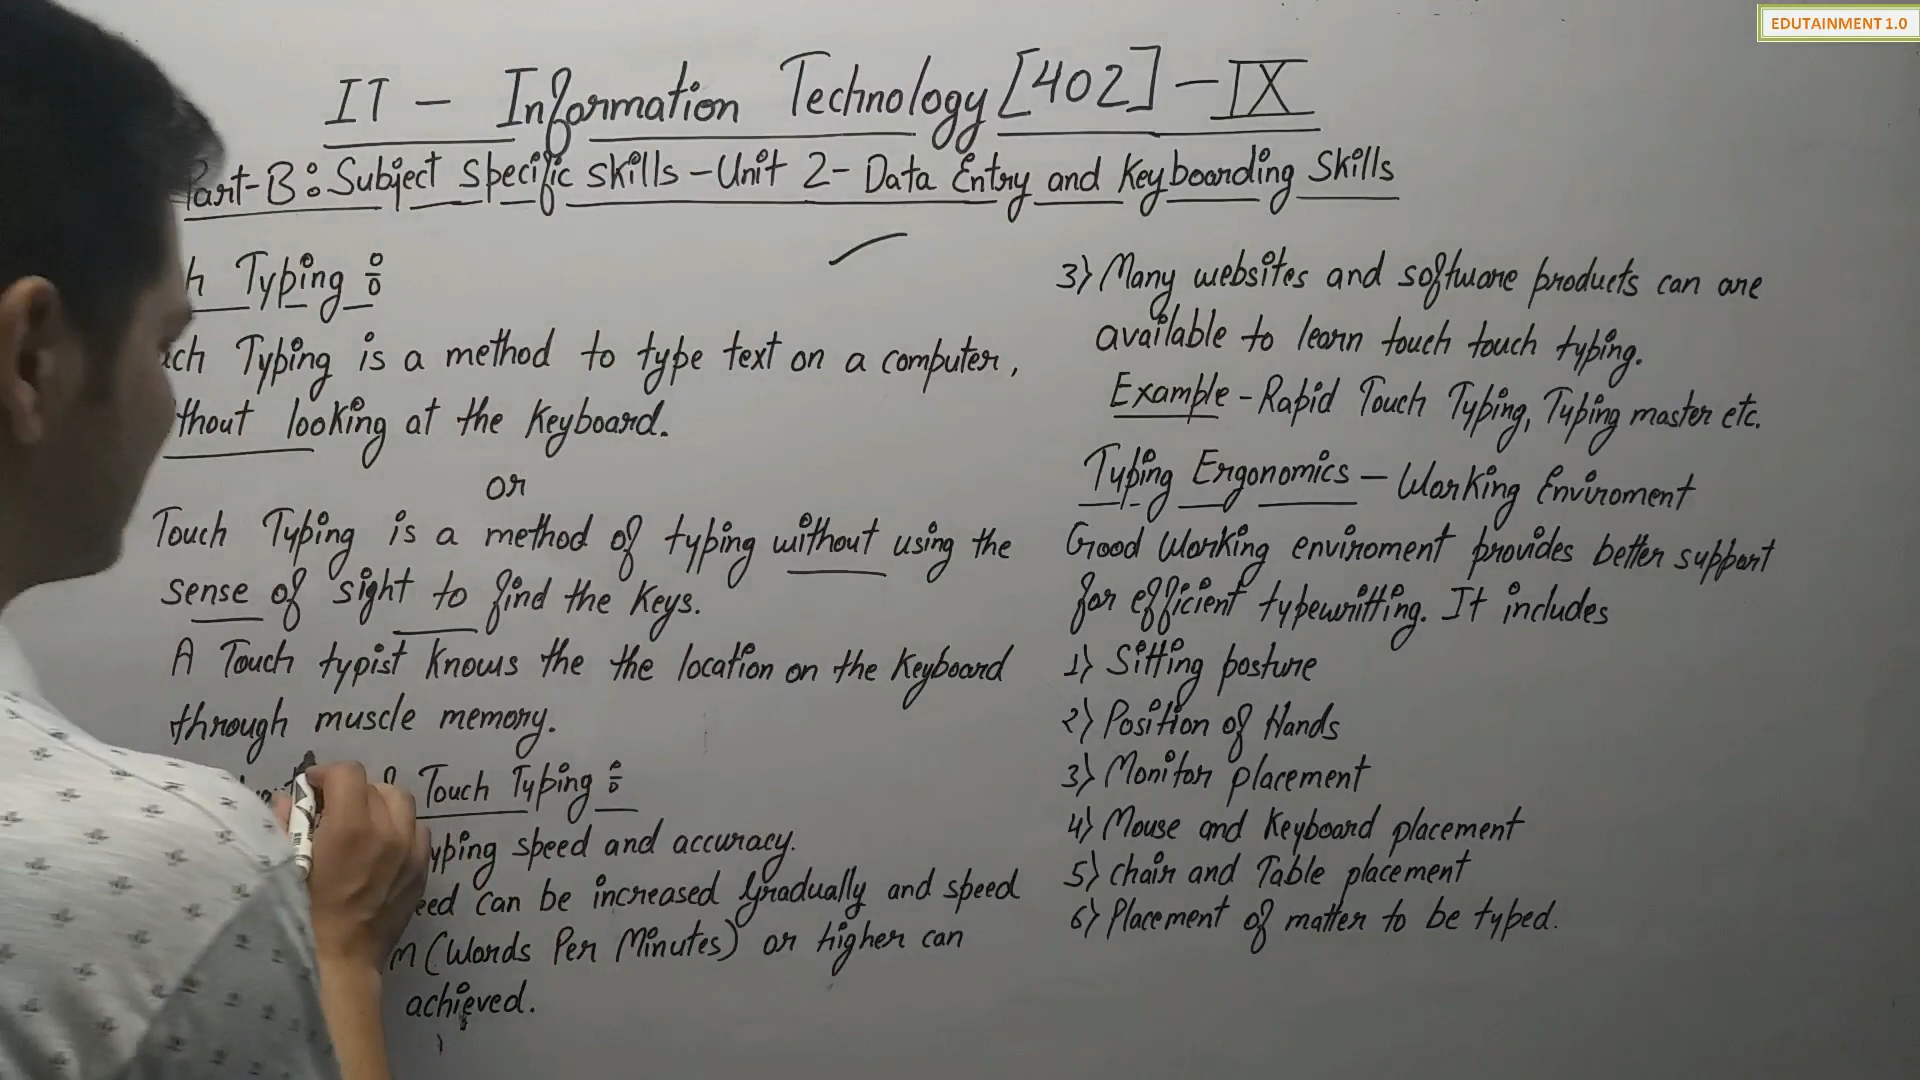 EDUTAINMENT 1.0
IT - Information Technology [402] - IX
Part-B: Subject Specific Skills - Unit 2 - Data Entry and Keyboarding Skills
Typing :
Typing is a method to type text on a computer,
looking at the Keyboard.
or
Touch Typing is a method of typing without using the
sense of sight to find the Keys.
A Touch typist Knows the the location on the Keyboard
through muscle memory.
Touch Typing :
speed and accuracy.
can be increased gradually and speed
(Words Per Minutes) or higher can
achieved.
3) Many websites and software products can are
available to learn touch touch typing.
Example - Rapid Touch Typing, Typing master etc.
Typing Ergonomics - Working Enviroment
Good Working enviroment provides better support
for efficient typewritting. It includes
1) Sitting posture
2) Position of Hands
3) Monitor placement
4) Mouse and Keyboard placement
5) Chair and Table placement
6) Placement of matter to be typed.